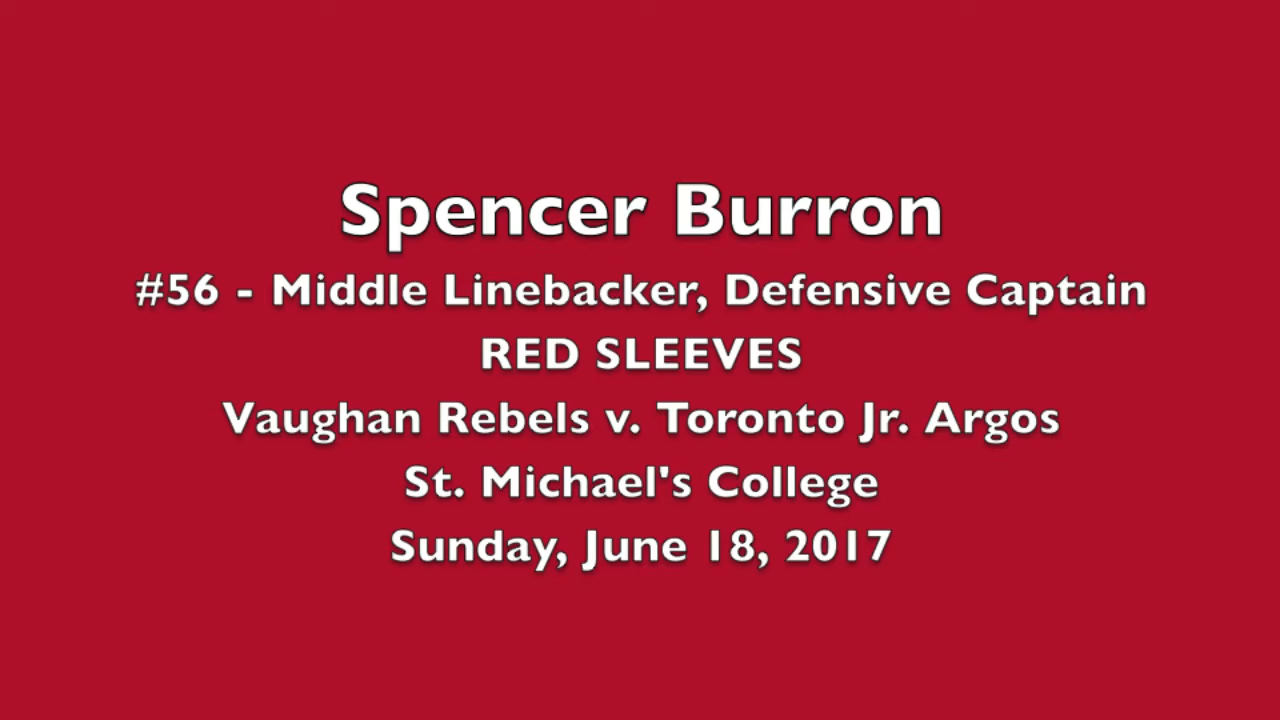 Spencer Burron
#56 - Middle Linebacker, Defensive Captain
RED SLEEVES
Vaughan Rebels v. Toronto Jr. Argos
St. Michael's College
Sunday, June 18, 2017